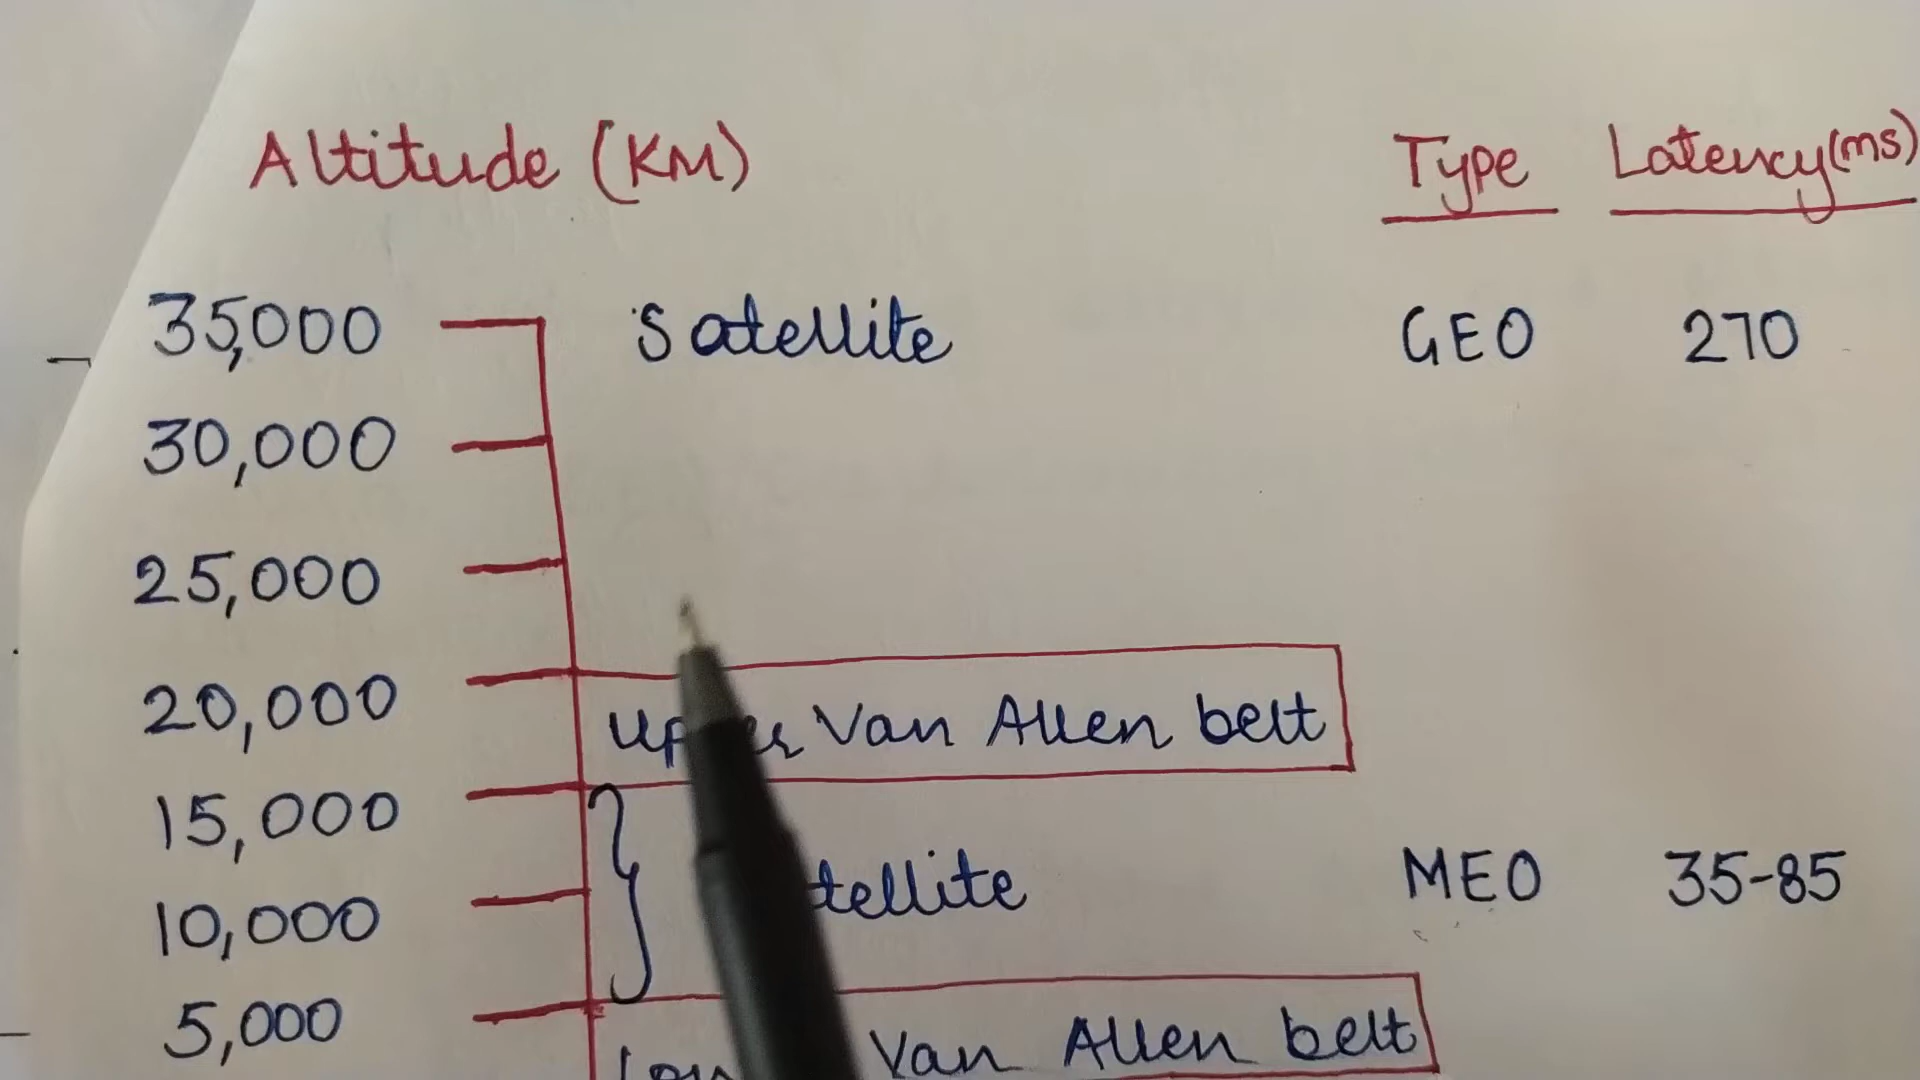 Altitude (KM) Type Latency(ms)
35,000 Satellite GEO 270
30,000
25,000
20,000
Van Allen belt
15,000
MEO 35-85
10,000
5,000
Van Allen belt